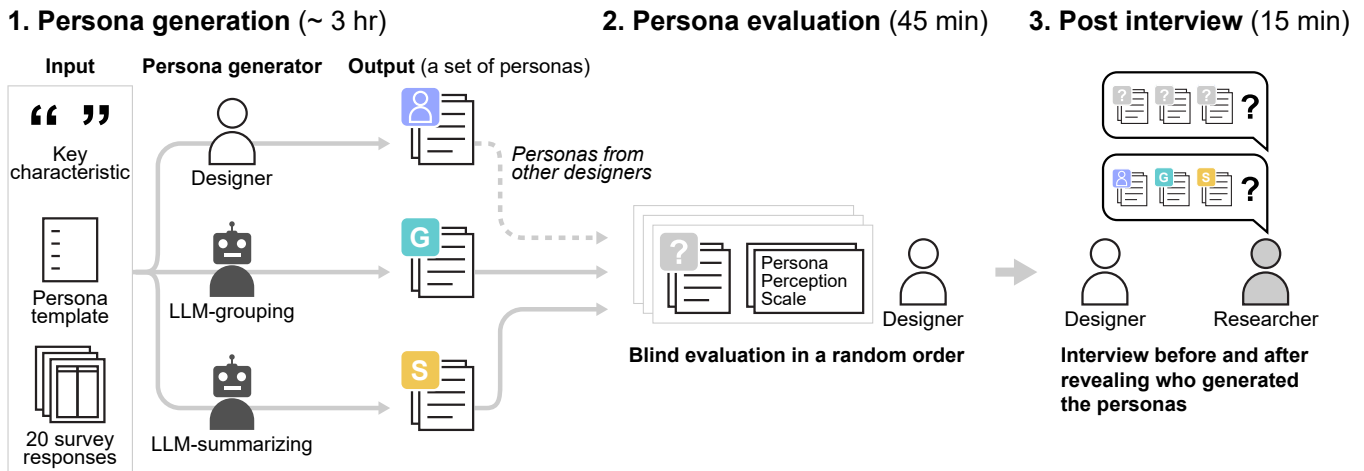 1. Persona generation (~ 3 hr)
2. Persona evaluation (45 min)
3. Post interview (15 min)
Input
Persona generator
Output (a set of personas)
“ ”
Key
characteristic
Persona
template
20 survey
responses
Designer
LLM-grouping
LLM-summarizing
G
S
Personas from
other designers
?
Persona
Perception
Scale
Designer
Blind evaluation in a random order
? ? ? ?
G S ?
Designer
Researcher
Interview before and after
revealing who generated
the personas